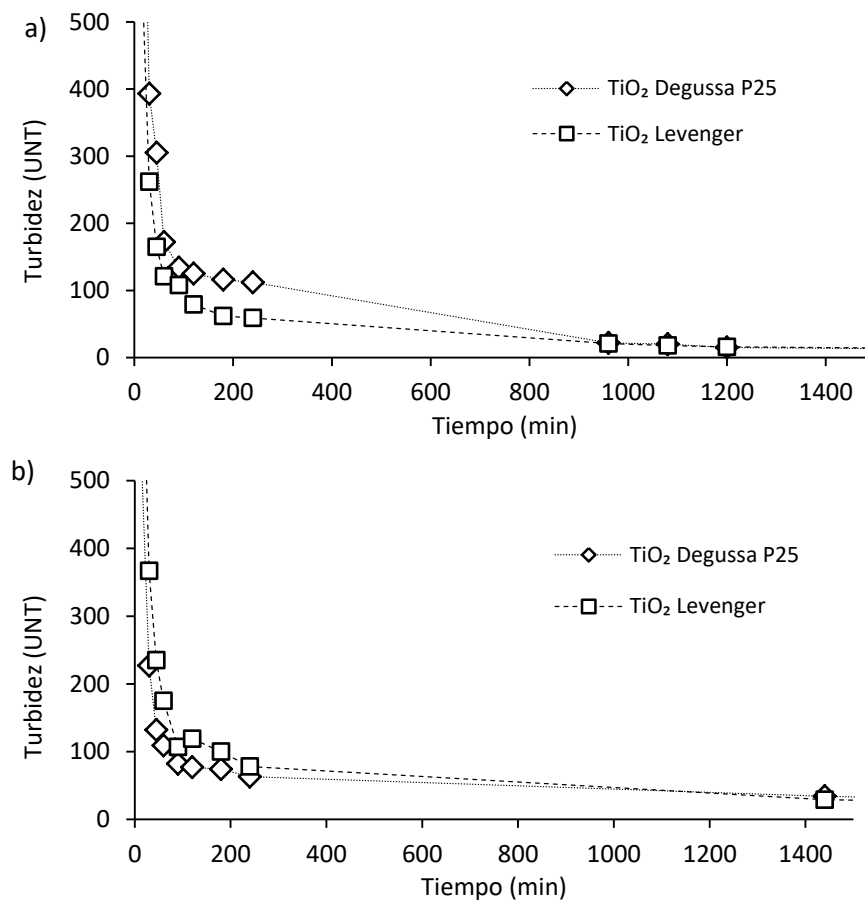 a)
500
400
300
200
100
0
Turbidez (UNT)
TiO₂ Degussa P25
TiO₂ Levenger
0 200 400 600 800 1000 1200 1400
Tiempo (min)
b)
500
400
300
200
100
0
Turbidez (UNT)
TiO₂ Degussa P25
TiO₂ Levenger
0 200 400 600 800 1000 1200 1400
Tiempo (min)